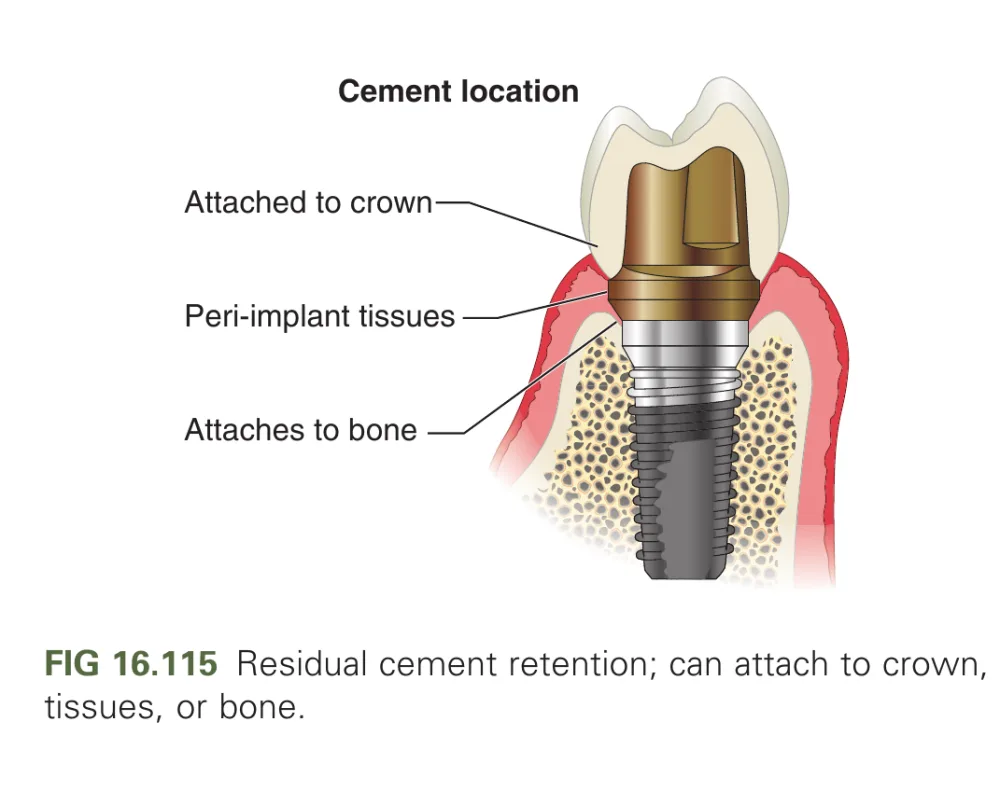 Cement location
Attached to crown
Peri-implant tissues
Attaches to bone
FIG 16.115 Residual cement retention; can attach to crown,
tissues, or bone.